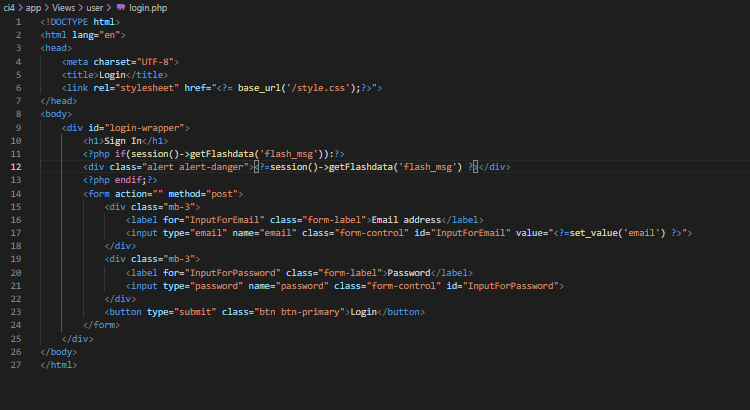 ci4 > app > Views > user > login.php
1 <!DOCTYPE html>
2 <html lang="en">
3 <head>
4 <meta charset="UTF-8">
5 <title>Login</title>
6 <link rel="stylesheet" href="<?= base_url('/style.css');?>">
7 </head>
8 <body>
9 <div id="login-wrapper">
10 <h1>Sign In</h1>
11 <?php if(session()->getFlashdata('flash_msg')):?>
12 <div class="alert alert-danger"><?=session()->getFlashdata('flash_msg') ?></div>
13 <?php endif;?>
14 <form action="" method="post">
15 <div class="mb-3">
16 <label for="InputForEmail" class="form-label">Email address</label>
17 <input type="email" name="email" class="form-control" id="InputForEmail" value="<?=set_value('email') ?>">
18 </div>
19 <div class="mb-3">
20 <label for="InputForPassword" class="form-label">Password</label>
21 <input type="password" name="password" class="form-control" id="InputForPassword">
22 </div>
23 <button type="submit" class="btn btn-primary">Login</button>
24 </form>
25 </div>
26 </body>
27 </html>